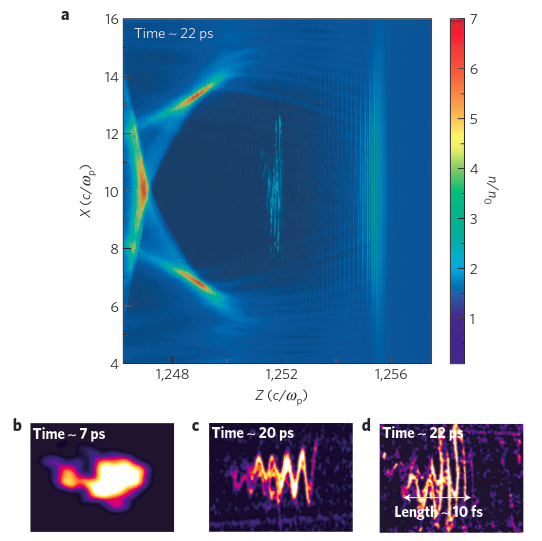 a
Time ~ 22 ps
16
14
12
10
8
6
4
X (c/ωp)
1,248
1,252
1,256
Z (c/ωp)
7
6
5
4
3
2
1
n/n0
b
Time ~ 7 ps
c
Time ~ 20 ps
d
Time ~ 22 ps
Length ~ 10 fs